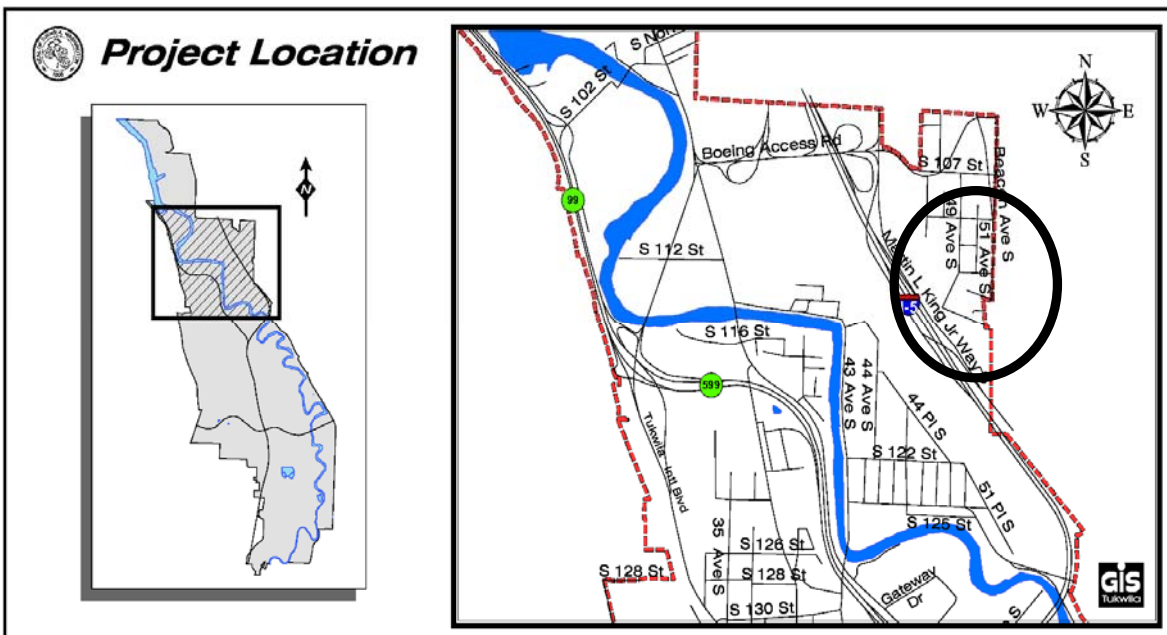 Project Location
N
N
W
E
S
S 102 St
Boeing Access Rd
S 107 St
Beacon Ave S
49 Ave S
51 Ave S
99
S 112 St
Martin L King Jr Way
S 116 St
599
43 Ave S
44 Ave S
44 Pl S
Tukwila Intl Blvd
S 122 St
51 Pl S
S 125 St
35 Ave S
S 126 St
S 128 St
S 128 St
S 130 St
Gateway
Dr
S
GIS
Tukwila